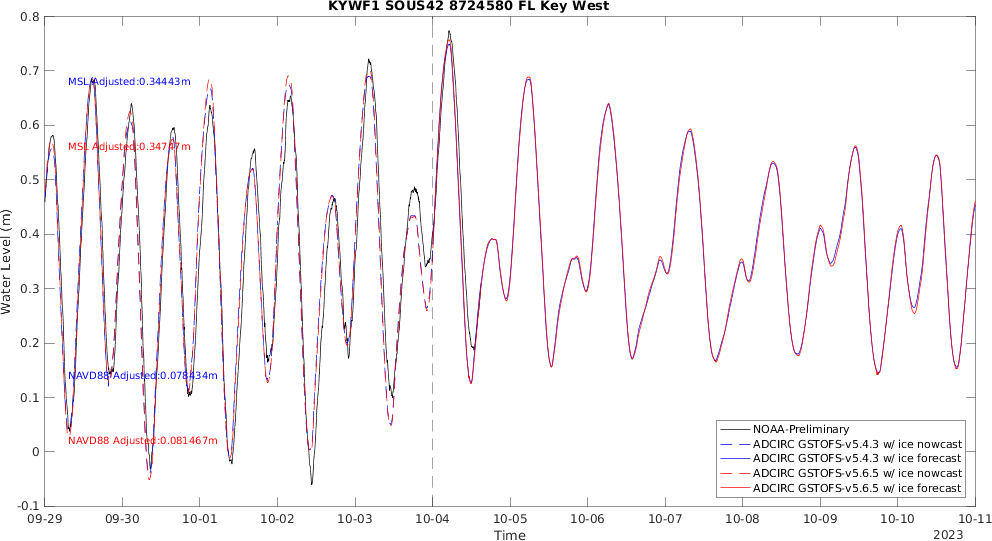 KYWF1 SOUS42 8724580 FL Key West
0.8
0.7
0.6
0.5
0.4
0.3
0.2
0.1
0
-0.1
Water Level (m)
MSL Adjusted:0.34443m
MSL Adjusted:0.34747m
NAVD88 Adjusted:0.078434m
NAVD88 Adjusted:0.081467m
NOAA-Preliminary
ADCIRC GSTOFS-v5.4.3 w/ ice nowcast
ADCIRC GSTOFS-v5.4.3 w/ ice forecast
ADCIRC GSTOFS-v5.6.5 w/ ice nowcast
ADCIRC GSTOFS-v5.6.5 w/ ice forecast
09-29 09-30 10-01 10-02 10-03 10-04 10-05 10-06 10-07 10-08 10-09 10-10 10-11
Time
2023